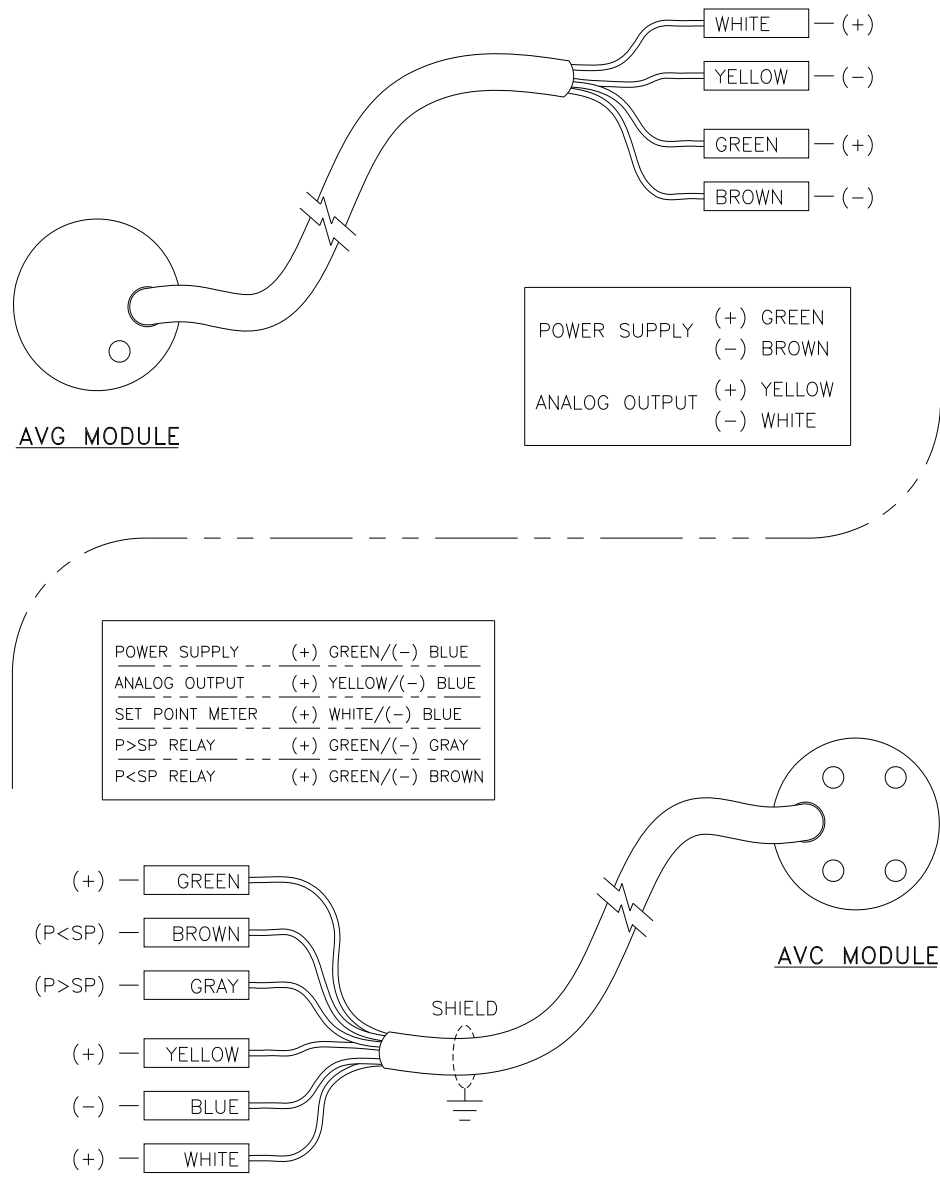 WHITE — (+)
YELLOW — (−)
GREEN — (+)
BROWN — (−)
POWER SUPPLY (+) GREEN
(−) BROWN
ANALOG OUTPUT (+) YELLOW
(−) WHITE
AVG MODULE
POWER SUPPLY (+) GREEN/(−) BLUE
ANALOG OUTPUT (+) YELLOW/(−) BLUE
SET POINT METER (+) WHITE/(−) BLUE
P>SP RELAY (+) GREEN/(−) GRAY
P<SP RELAY (+) GREEN/(−) BROWN
(+) — GREEN
(P<SP) — BROWN
(P>SP) — GRAY
(+) — YELLOW
(−) — BLUE
(+) — WHITE
SHIELD
AVC MODULE